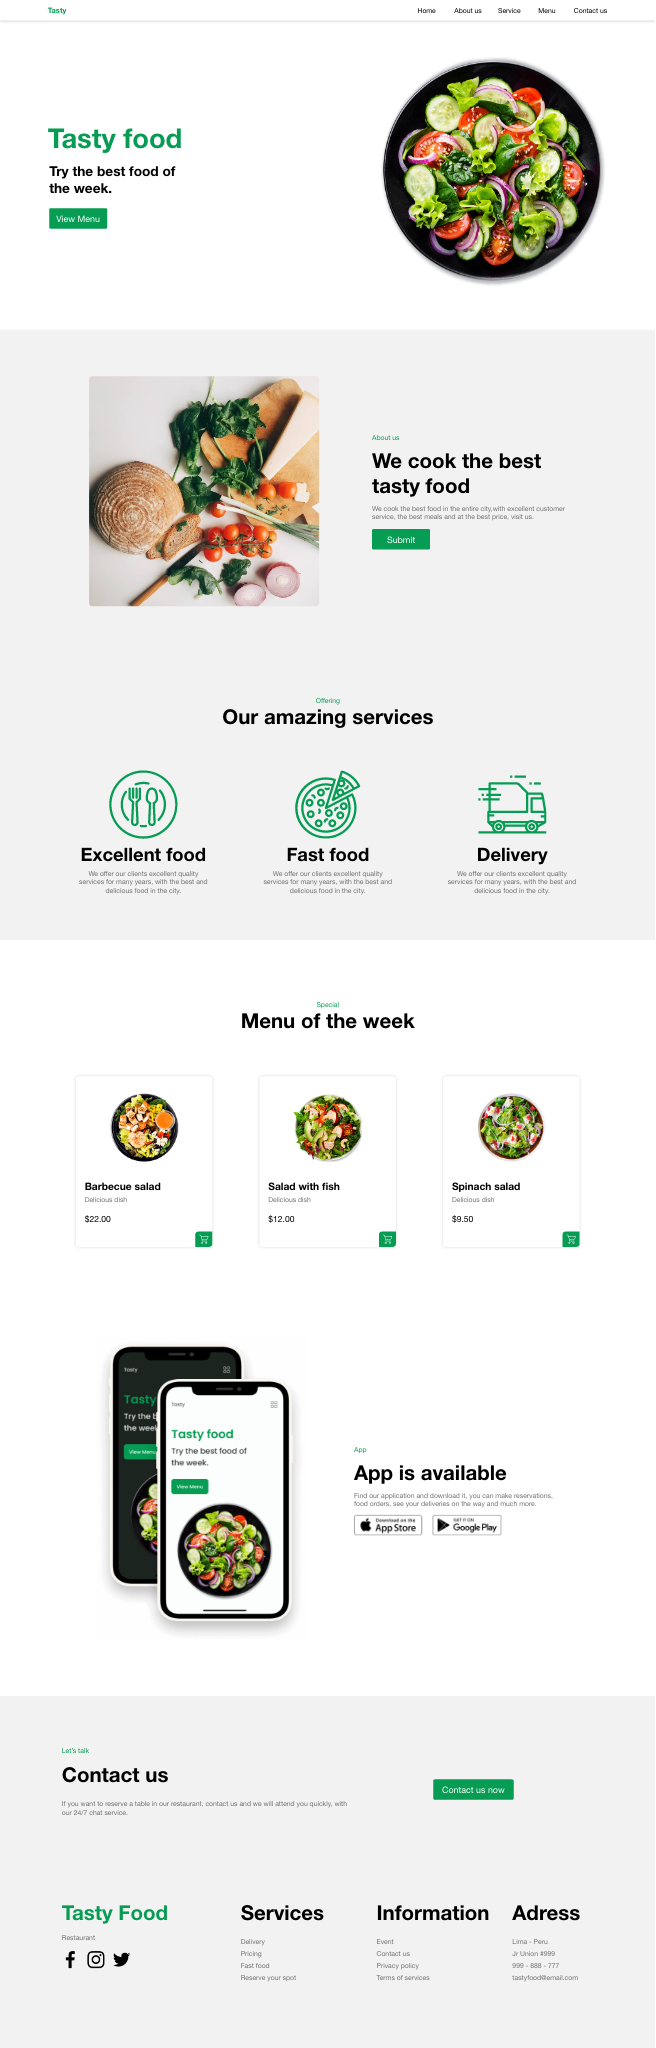 Tasty
Home
About us
Service
Menu
Contact us
Tasty food
Try the best food of
the week.
View Menu
About us
We cook the best
tasty food
We cook the best food in the entire city,with excellent customer
service, the best meals and at the best price, visit us.
Submit
Offering
Our amazing services
Excellent food
We offer our clients excellent quality
services for many years, with the best and
delicious food in the city.
Fast food
We offer our clients excellent quality
services for many years, with the best and
delicious food in the city.
Delivery
We offer our clients excellent quality
services for many years, with the best and
delicious food in the city.
Special
Menu of the week
Barbecue salad
Delicious dish
$22.00
Salad with fish
Delicious dish
$12.00
Spinach salad
Delicious dish
$9.50
Tasty
Tasty
Try the
the week
View Menu
Tasty
Tasty food
Try the best food of
the week.
View Menu
App
App is available
Find our application and download it, you can make reservations,
food orders, see your deliveries on the way and much more.
Download on the
App Store
GET IT ON
Google Play
Let's talk
Contact us
If you want to reserve a table in our restaurant, contact us and we will attend you quickly, with
our 24/7 chat service.
Contact us now
Tasty Food
Restaurant
Services
Delivery
Pricing
Fast food
Reserve your spot
Information
Event
Contact us
Privacy policy
Terms of services
Adress
Lima - Peru
Jr Union #999
999 - 888 - 777
tastyfood@email.com